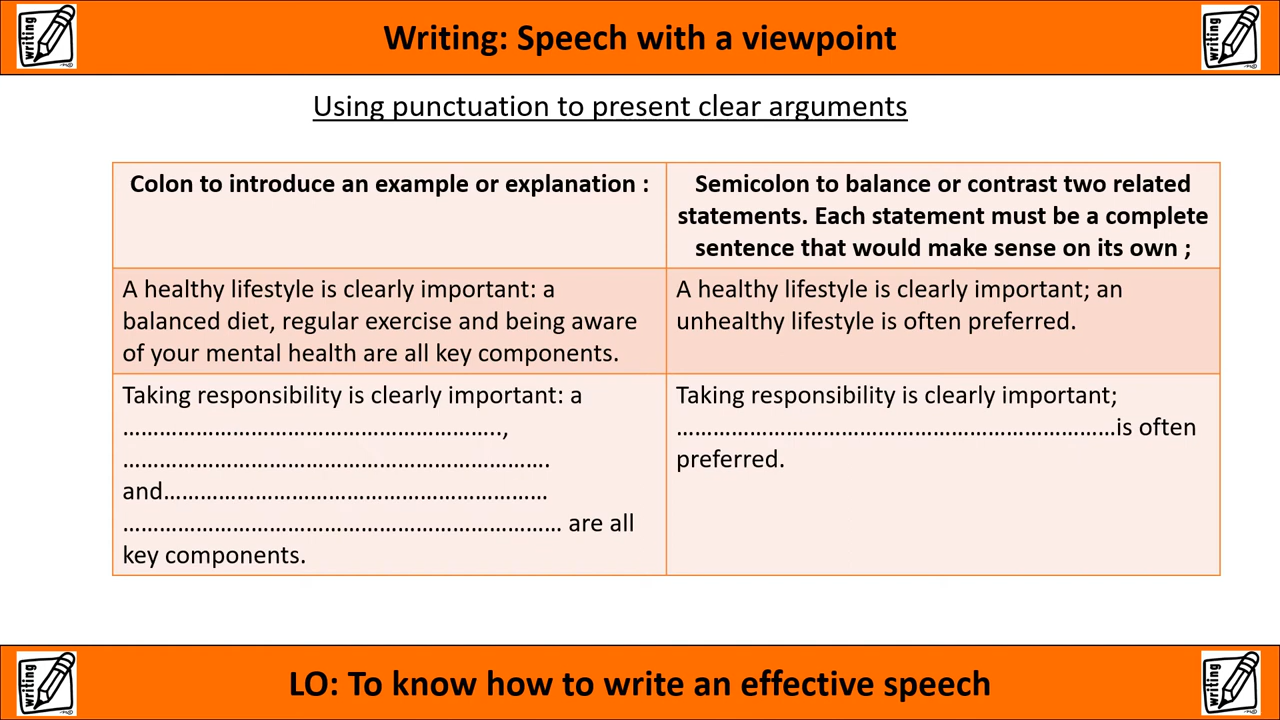 writing
Writing: Speech with a viewpoint
writing
Using punctuation to present clear arguments
Colon to introduce an example or explanation :
Semicolon to balance or contrast two related
statements. Each statement must be a complete
sentence that would make sense on its own ;
A healthy lifestyle is clearly important: a
balanced diet, regular exercise and being aware
of your mental health are all key components.
A healthy lifestyle is clearly important; an
unhealthy lifestyle is often preferred.
Taking responsibility is clearly important: a
……………………………………………………..,
…………………………………………………………….
and………………………………………………………
……………………………………………………………… are all
key components.
Taking responsibility is clearly important;
………………………………………………………………is often
preferred.
writing
LO: To know how to write an effective speech
writing